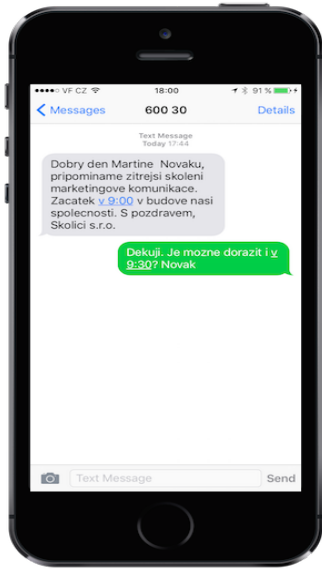 VF CZ 18:00 91 %
Messages 600 30 Details
Text Message
Today 17:44
Dobry den Martine Novaku,
pripominame zitrejsi skoleni
marketingove komunikace.
Zacatek v 9:00 v budove nasi
spolecnosti. S pozdravem,
Skolici s.r.o.
Dekuji. Je mozne dorazit i v
9:30? Novak
Text Message Send